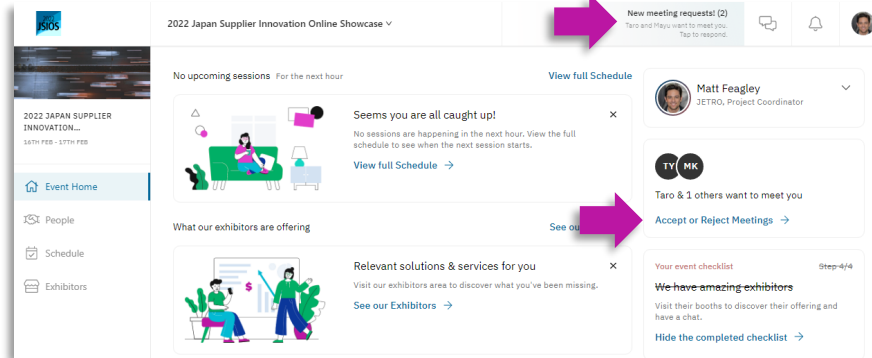 2022
JSIOS
2022 Japan Supplier Innovation Online Showcase
New meeting requests! (2)
Taro and Mayu want to meet you.
Tap to respond.
2022 JAPAN SUPPLIER
INNOVATION...
16TH FEB - 17TH FEB
Event Home
People
Schedule
Exhibitors
No upcoming sessions For the next hour
View full Schedule
Seems you are all caught up!
No sessions are happening in the next hour. View the full
schedule to see when the next session starts.
View full Schedule →
What our exhibitors are offering
See ou
Relevant solutions & services for you
Visit our exhibitors area to discover what you've been missing.
See our Exhibitors →
Matt Feagley
JETRO, Project Coordinator
TY MK
Taro & 1 others want to meet you
Accept or Reject Meetings →
Your event checklist Step 4/4
We have amazing exhibitors
Visit their booths to discover their offering and
have a chat.
Hide the completed checklist →